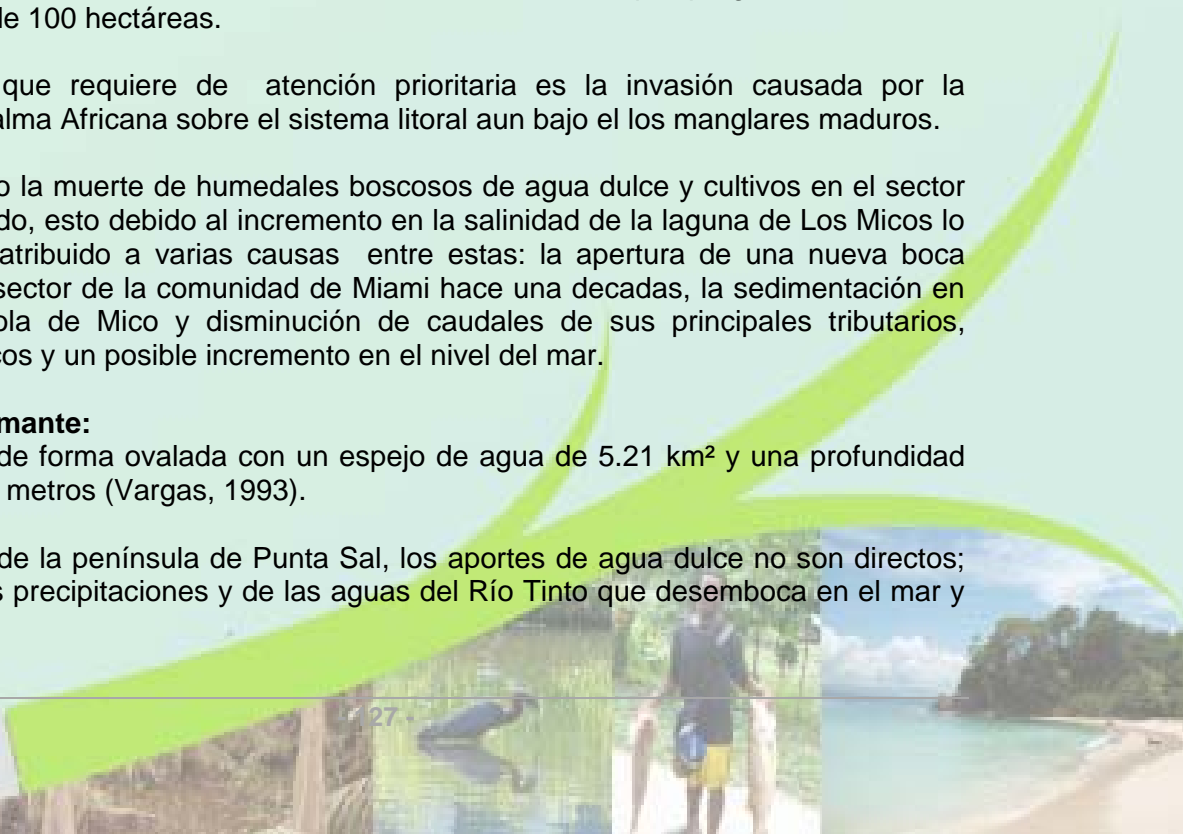 de 100 hectáreas.
que requiere de atención prioritaria es la invasión causada por la
alma Africana sobre el sistema litoral aun bajo el los manglares maduros.
o la muerte de humedales boscosos de agua dulce y cultivos en el sector
do, esto debido al incremento en la salinidad de la laguna de Los Micos lo
atribuido a varias causas entre estas: la apertura de una nueva boca
sector de la comunidad de Miami hace una decadas, la sedimentación en
ola de Mico y disminución de caudales de sus principales tributarios,
cos y un posible incremento en el nivel del mar.
mante:
de forma ovalada con un espejo de agua de 5.21 km² y una profundidad
metros (Vargas, 1993).
de la península de Punta Sal, los aportes de agua dulce no son directos;
s precipitaciones y de las aguas del Río Tinto que desemboca en el mar y
27 -